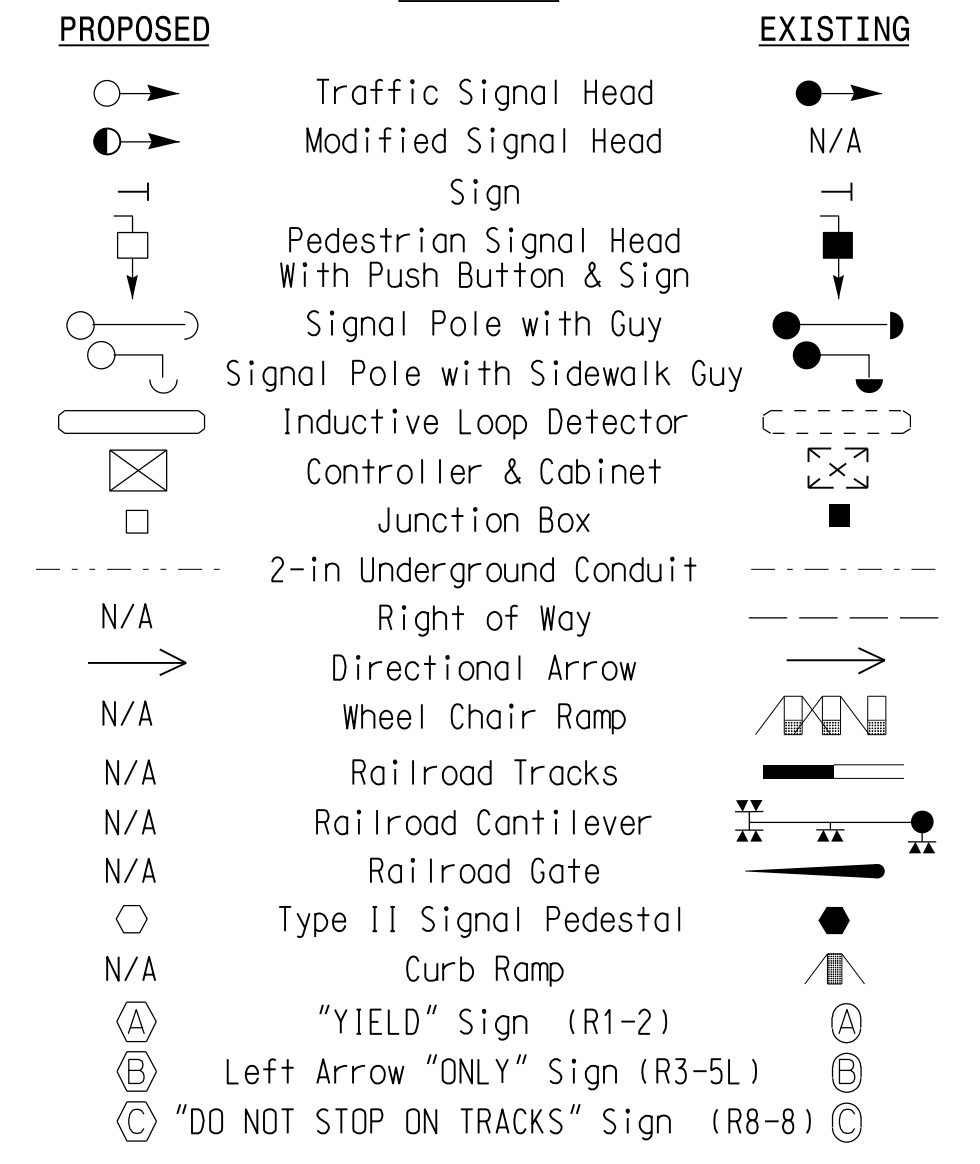 PROPOSED EXISTING
Traffic Signal Head
Modified Signal Head N/A
Sign
Pedestrian Signal Head
With Push Button & Sign
Signal Pole with Guy
Signal Pole with Sidewalk Guy
Inductive Loop Detector
Controller & Cabinet
Junction Box
2-in Underground Conduit
N/A Right of Way
Directional Arrow
N/A Wheel Chair Ramp
N/A Railroad Tracks
N/A Railroad Cantilever
N/A Railroad Gate
Type II Signal Pedestal
N/A Curb Ramp
A "YIELD" Sign (R1-2) A
B Left Arrow "ONLY" Sign (R3-5L) B
C "DO NOT STOP ON TRACKS" Sign (R8-8) C